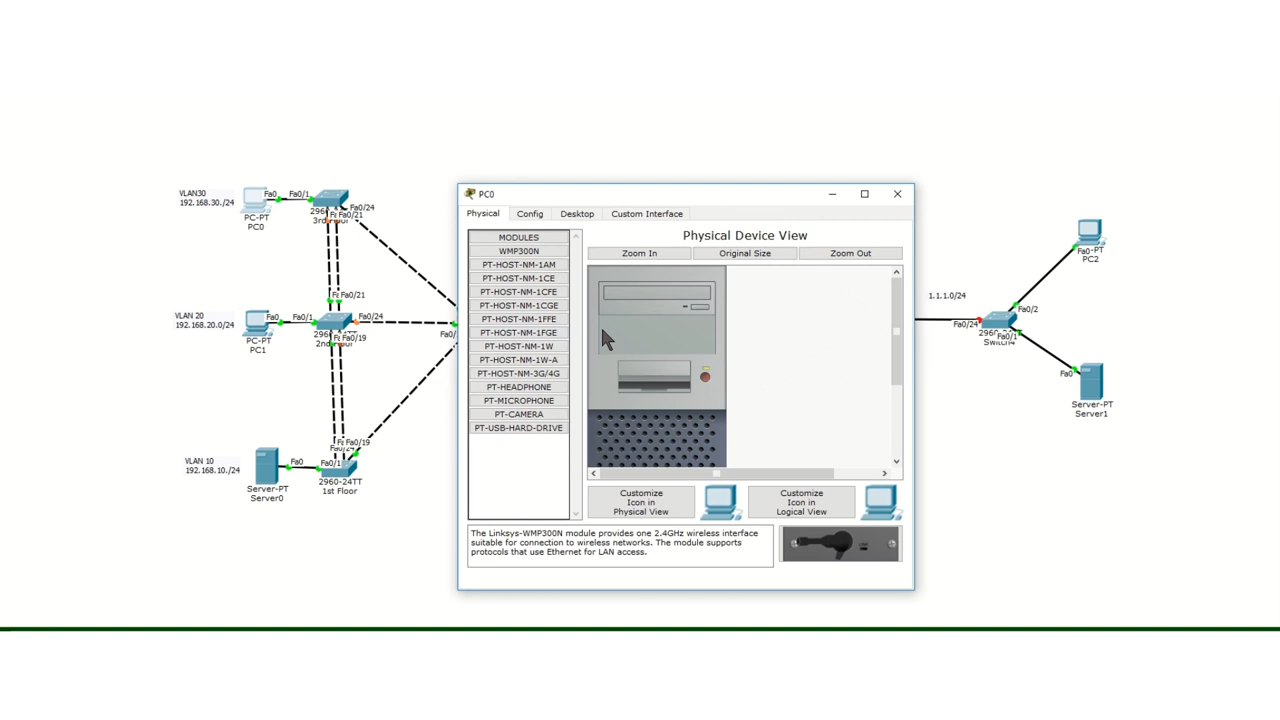 VLAN30
192.168.30./24
Fa0
Fa0/1
PC-PT
PC0
Fa0/24
Fa0/21
3rd Floor
Fa0/21
VLAN 20
192.168.20.0/24
Fa0
Fa0/1
Fa0/24
PC-PT
PC1
Fa0/19
Fa0/19
VLAN 10
192.168.10./24
Fa0
Fa0/1
Server-PT
Server0
2960-24TT
1st Floor
Fa0/
PC0
Physical
Config
Desktop
Custom Interface
MODULES
WMP300N
PT-HOST-NM-1AM
PT-HOST-NM-1CE
PT-HOST-NM-1CFE
PT-HOST-NM-1CGE
PT-HOST-NM-1FFE
PT-HOST-NM-1FGE
PT-HOST-NM-1W
PT-HOST-NM-1W-A
PT-HOST-NM-3G/4G
PT-HEADPHONE
PT-MICROPHONE
PT-CAMERA
PT-USB-HARD-DRIVE
Physical Device View
Zoom In
Original Size
Zoom Out
Customize
Icon in
Physical View
Customize
Icon in
Logical View
The Linksys-WMP300N module provides one 2.4GHz wireless interface
suitable for connection to wireless networks. The module supports
protocols that use Ethernet for LAN access.
1.1.1.0/24
Fa0/24
Fa0/2
Fa0/1
Switch4
Fa0
PC2
Fa0
Server-PT
Server1